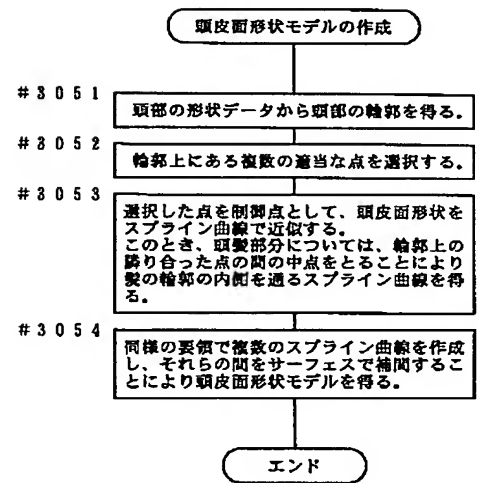 頭皮面形状モデルの作成
#3051
頭部の形状データから頭部の輪郭を得る。
#3052
輪郭上にある複数の適当な点を選択する。
#3053
選択した点を制御点として、頭皮面形状を
スプライン曲線で近似する。
このとき、頭髪部分については、輪郭上の
隣り合った点の間の中点をとることにより
髪の輪郭の内側を通るスプライン曲線を得
る。
#3054
同様の要領で複数のスプライン曲線を作成
し、それらの間をサーフェスで補間するこ
とにより頭皮面形状モデルを得る。
エンド